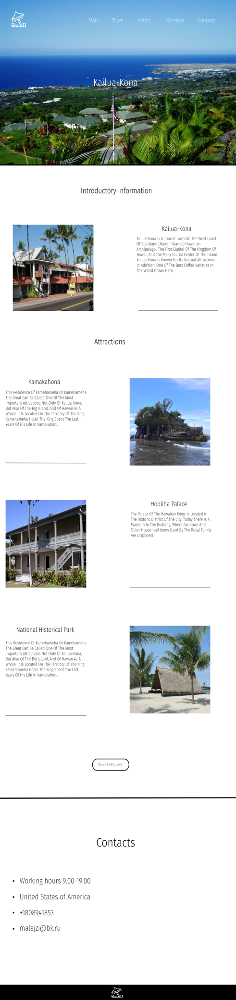 Main Tours Hotels Services Contacts
Kailua-Kona
Introductory Information
Kailua-Kona
Kailua-Kona Is A Tourist Town On The West Coast
Of Big Island (Hawaii Islands) Hawaiian
Archipelago., The First Capital Of The Kingdom Of
Hawaii And The Main Tourist Center Of The Island.
Kailua-Kona Is Known For Its Natural Attractions,
In Addition, One Of The Best Coffee Varieties In
The World Grows Here.
Attractions
Kamakahona
This Residence Of Kamehameha Or Kamehameha
The Great Can Be Called One Of The Most
Important Attractions Not Only Of Kailua-Kona,
But Also Of The Big Island, And Of Hawaii As A
Whole. It Is Located On The Territory Of The King
Kamehameha Hotel. The King Spent The Last
Years Of His Life In Kamakahonu.
Hooliha Palace
The Palace Of The Hawaiian Kings Is Located In
The Historic District Of The City. Today There Is A
Museum In The Building, Where Furniture And
Other Household Items Used By The Royal Family
Are Displayed.
National Historical Park
This Residence Of Kamehameha Or Kamehameha
The Great Can Be Called One Of The Most
Important Attractions Not Only Of Kailua-Kona,
But Also Of The Big Island, And Of Hawaii As A
Whole. It Is Located On The Territory Of The King
Kamehameha Hotel. The King Spent The Last
Years Of His Life In Kamakahonu.
Send A Request
Contacts
• Working hours 9.00-19.00
• United States of America
• +1808941853
• malajzi@bk.ru